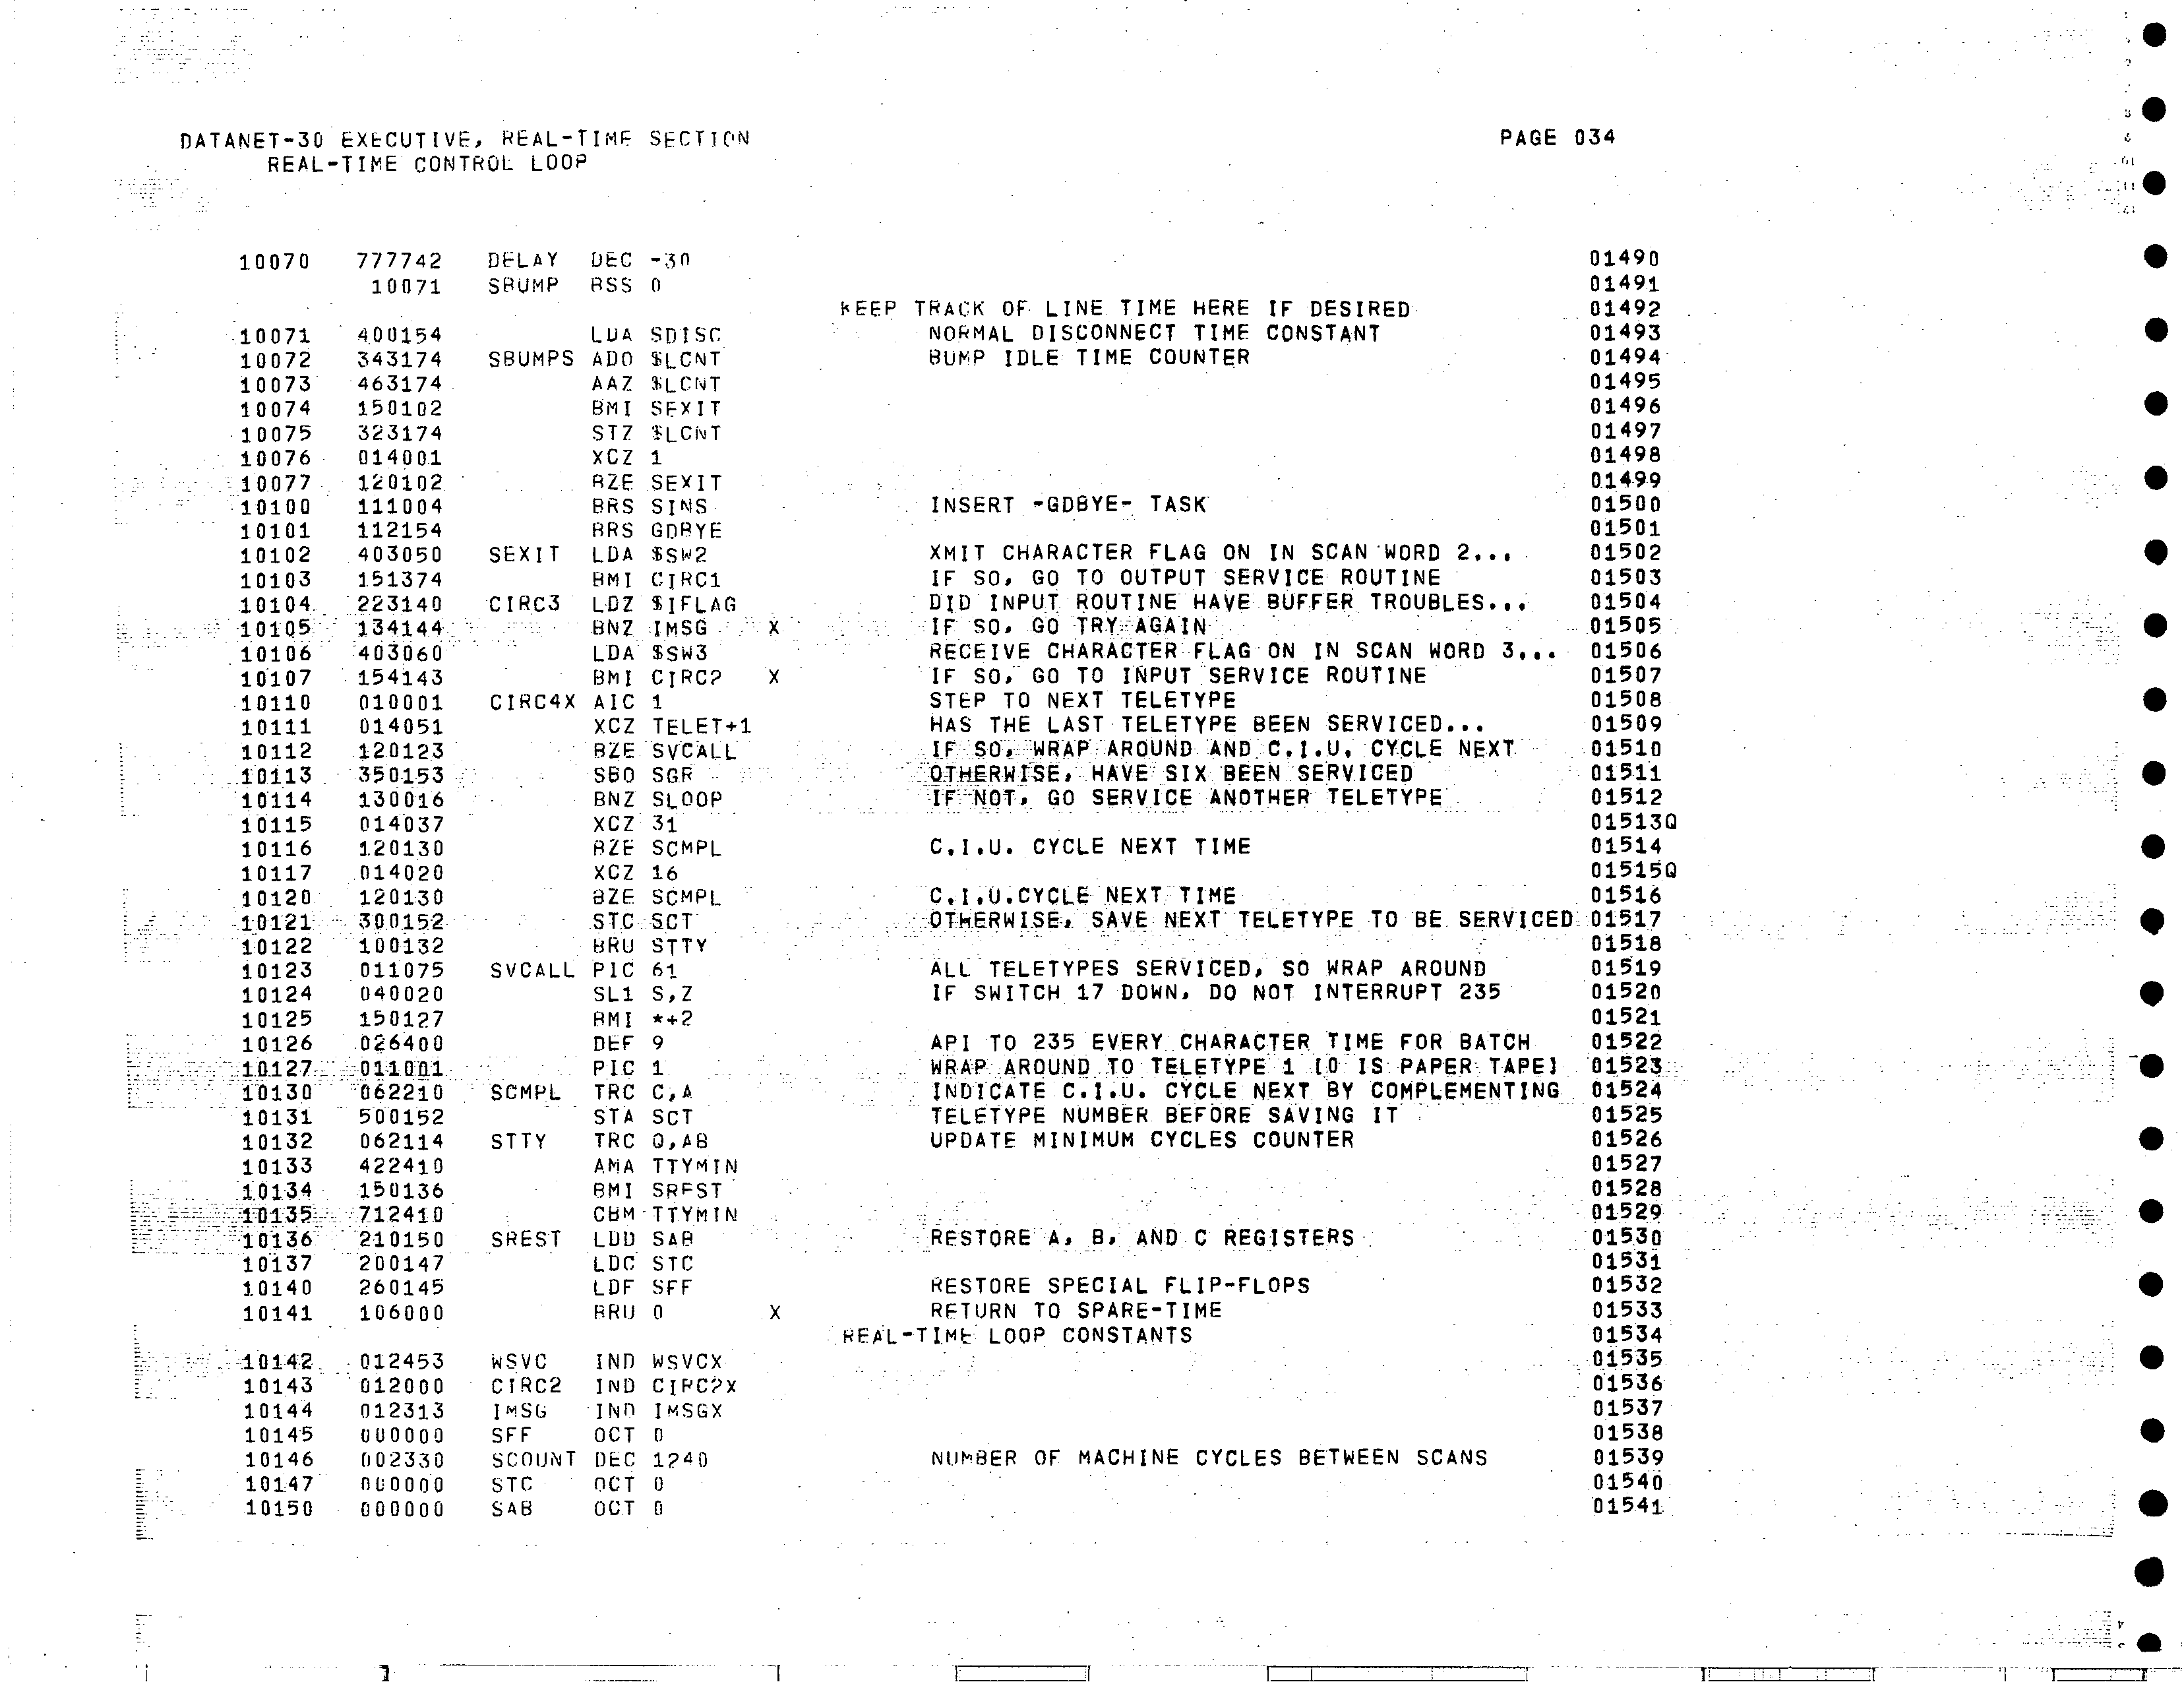 DATANET-30 EXECUTIVE, REAL-TIME SECTION PAGE 034
REAL-TIME CONTROL LOOP
10070 777742 DELAY DEC -30 01490
10071 SBUMP BSS 0 01491
KEEP TRACK OF LINE TIME HERE IF DESIRED 01492
10071 400154 LDA SDISC NORMAL DISCONNECT TIME CONSTANT 01493
10072 343174 SBUMPS ADO $LCNT BUMP IDLE TIME COUNTER 01494
10073 463174 AAZ $LCNT 01495
10074 150102 BMI SEXIT 01496
10075 323174 STZ $LCNT 01497
10076 014001 XCZ 1 01498
10077 120102 BZE SEXIT 01499
10100 111004 BRS SINS INSERT -GDBYE- TASK 01500
10101 112154 BRS GDBYE 01501
10102 403050 SEXIT LDA $SW2 XMIT CHARACTER FLAG ON IN SCAN WORD 2... 01502
10103 151374 BMI CIRC1 IF SO, GO TO OUTPUT SERVICE ROUTINE 01503
10104 223140 CIRC3 LDZ $IFLAG DID INPUT ROUTINE HAVE BUFFER TROUBLES... 01504
10105 134144 BNZ IMSG X IF SO, GO TRY AGAIN 01505
10106 403060 LDA $SW3 RECEIVE CHARACTER FLAG ON IN SCAN WORD 3... 01506
10107 154143 BMI CIRC2 X IF SO, GO TO INPUT SERVICE ROUTINE 01507
10110 010001 CIRC4X AIC 1 STEP TO NEXT TELETYPE 01508
10111 014051 XCZ TELET+1 HAS THE LAST TELETYPE BEEN SERVICED... 01509
10112 120123 BZE SVCALL IF SO, WRAP AROUND AND C.I.U. CYCLE NEXT 01510
10113 350153 SBO SGR OTHERWISE, HAVE SIX BEEN SERVICED 01511
10114 130016 BNZ SLOOP IF NOT, GO SERVICE ANOTHER TELETYPE 01512
10115 014037 XCZ 31 01513Q
10116 120130 BZE SCMPL C.I.U. CYCLE NEXT TIME 01514
10117 014020 XCZ 16 01515Q
10120 120130 BZE SCMPL C.I.U.CYCLE NEXT TIME 01516
10121 300152 STC SCT OTHERWISE, SAVE NEXT TELETYPE TO BE SERVICED 01517
10122 100132 BRU STTY 01518
10123 011075 SVCALL PIC 61 ALL TELETYPES SERVICED, SO WRAP AROUND 01519
10124 040020 SL1 S,Z IF SWITCH 17 DOWN, DO NOT INTERRUPT 235 01520
10125 150127 BMI *+2 01521
10126 026400 DEF 9 API TO 235 EVERY CHARACTER TIME FOR BATCH 01522
10127 011001 PIC 1 WRAP AROUND TO TELETYPE 1 [0 IS PAPER TAPE] 01523
10130 062210 SCMPL TRC C,A INDICATE C.I.U. CYCLE NEXT BY COMPLEMENTING 01524
10131 500152 STA SCT TELETYPE NUMBER BEFORE SAVING IT 01525
10132 062114 STTY TRC Q,AB UPDATE MINIMUM CYCLES COUNTER 01526
10133 422410 AMA TTYMIN 01527
10134 150136 BMI SREST 01528
10135 712410 CBM TTYMIN 01529
10136 210150 SREST LDD SAB RESTORE A, B, AND C REGISTERS 01530
10137 200147 LDC STC 01531
10140 260145 LDF SFF RESTORE SPECIAL FLIP-FLOPS 01532
10141 106000 BRU 0 X RETURN TO SPARE-TIME 01533
REAL-TIME LOOP CONSTANTS 01534
10142 012453 WSVC IND WSVCX 01535
10143 012000 CIRC2 IND CIRC2X 01536
10144 012313 IMSG IND IMSGX 01537
10145 000000 SFF OCT 0 01538
10146 002330 SCOUNT DEC 1240 NUMBER OF MACHINE CYCLES BETWEEN SCANS 01539
10147 000000 STC OCT 0 01540
10150 000000 SAB OCT 0 01541